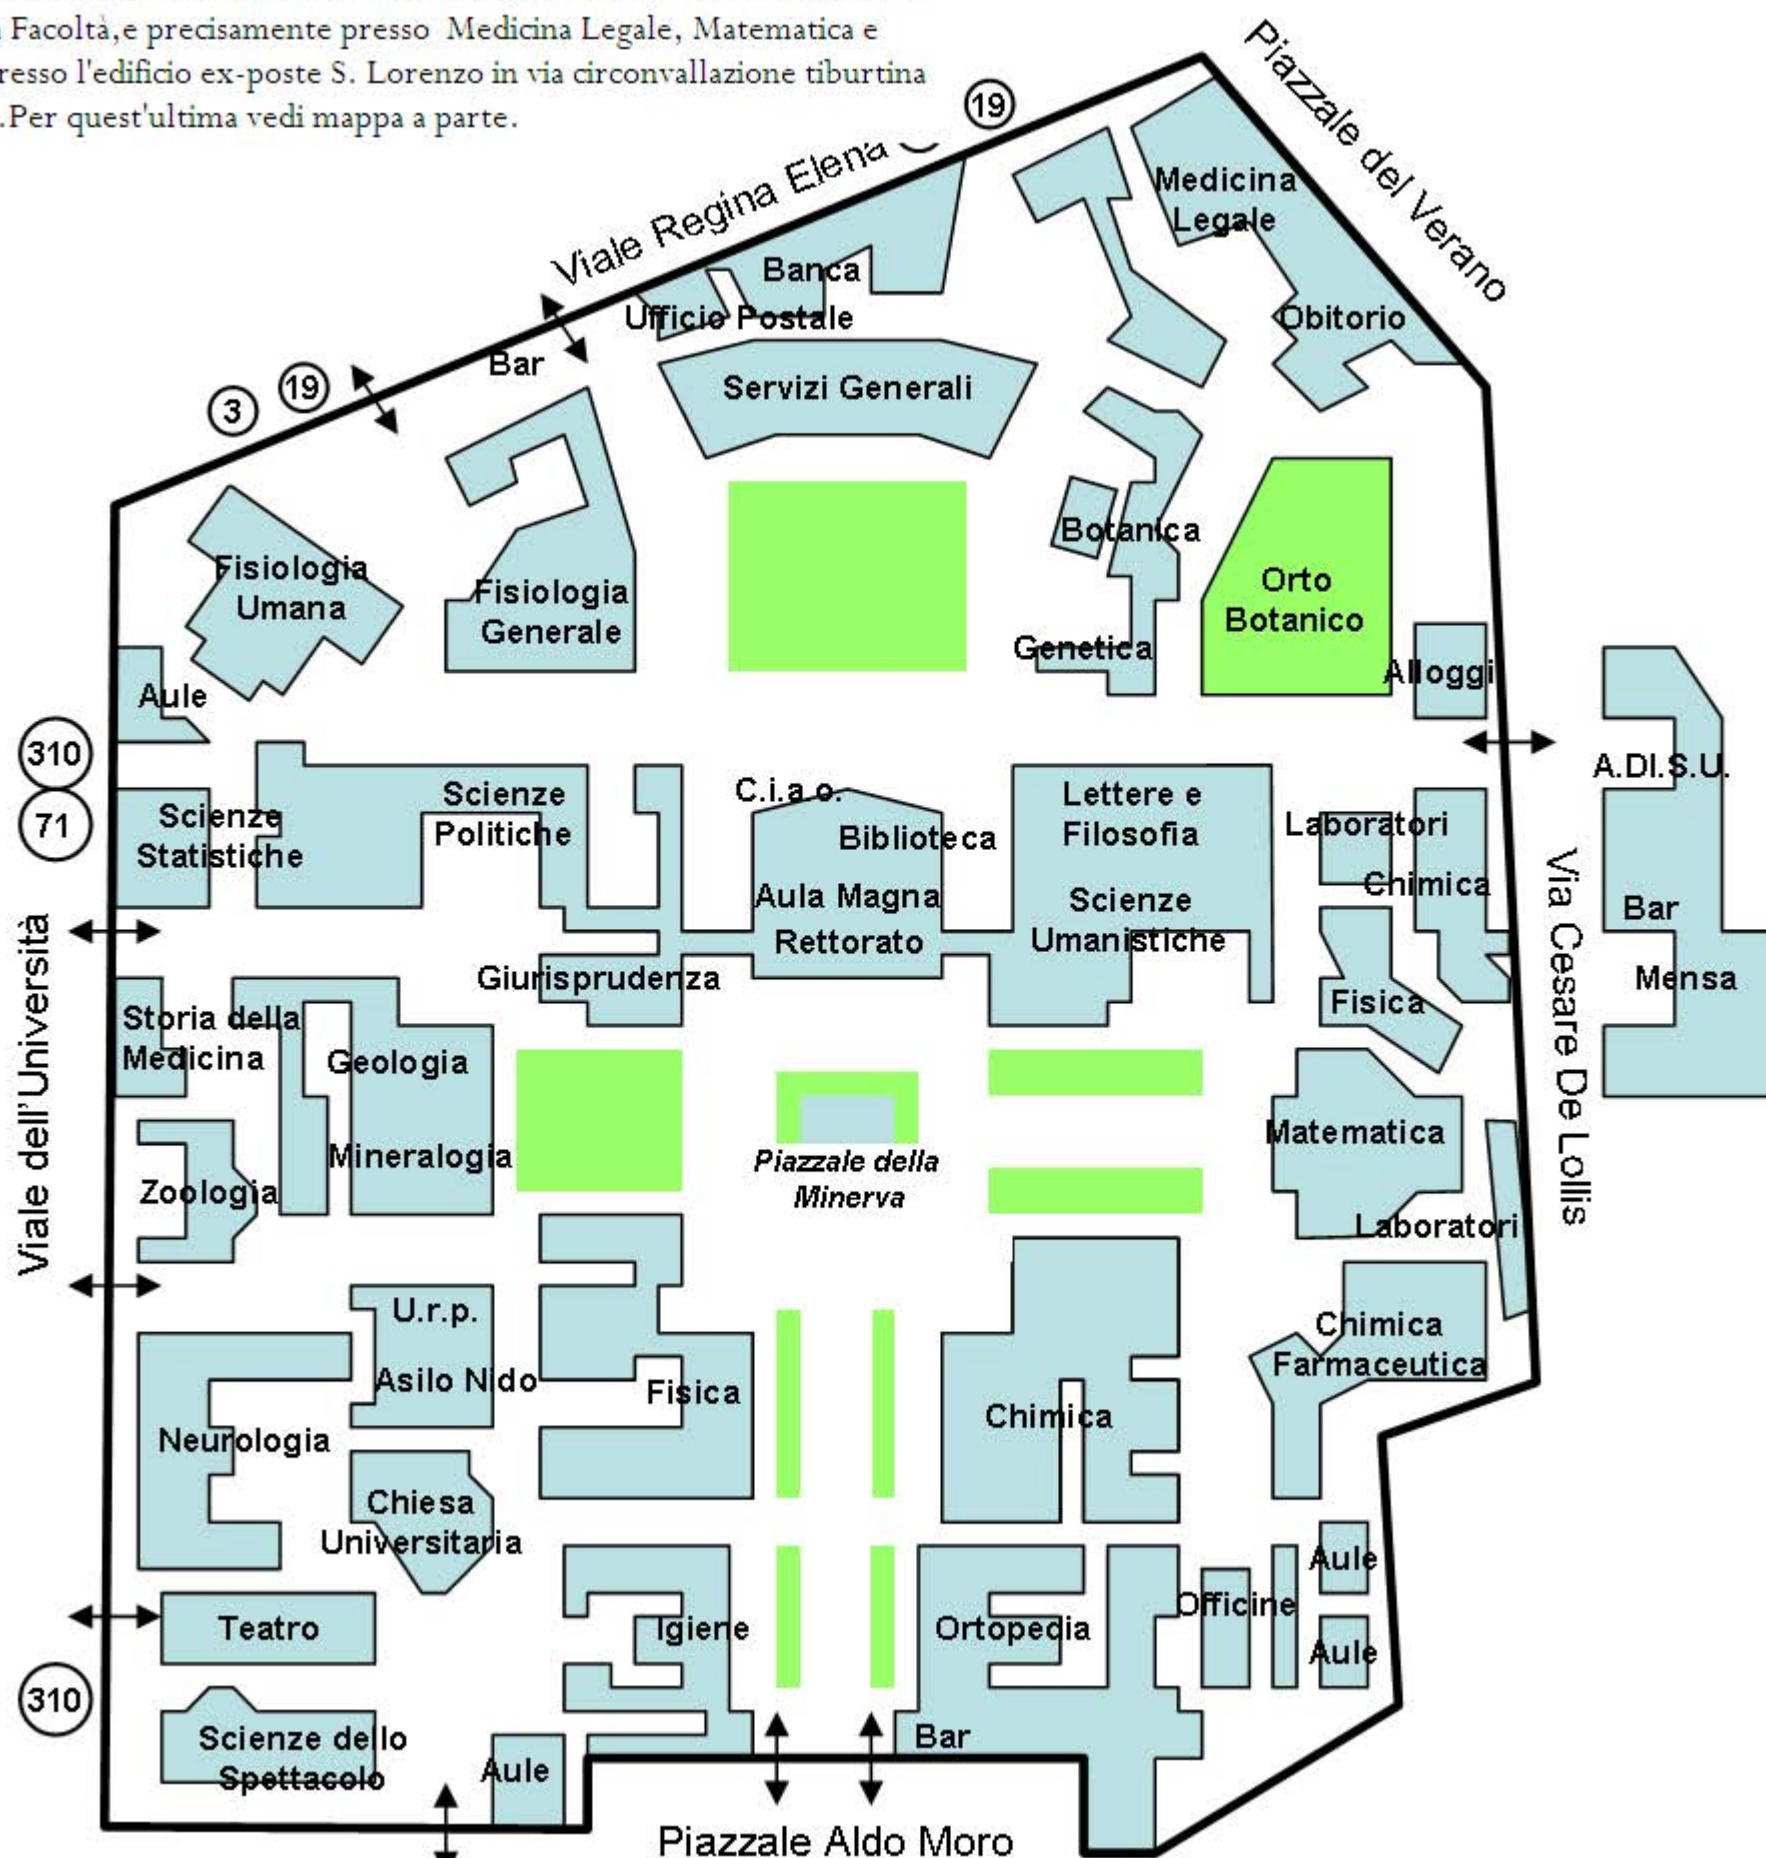 Facoltà,e precisamente presso Medicina Legale, Matematica e
resso l'edificio ex-poste S. Lorenzo in via circonvallazione tiburtina
.Per quest'ultima vedi mappa a parte.
19
Piazzale del Verano
Viale Regina Elena
Medicina
Legale
Banca
Ufficio Postale
Obitorio
Bar
Servizi Generali
19
3
Botanica
Fisiologia
Umana
Fisiologia
Generale
Orto
Botanico
Genetica
Alloggi
Aule
310
A.DI.S.U.
71
Scienze
Statistiche
Scienze
Politiche
C.i.a.o.
Biblioteca
Lettere e
Filosofia
Laboratori
Chimica
Aula Magna
Rettorato
Scienze
Umanistiche
Bar
Giurisprudenza
Fisica
Mensa
Viale dell'Università
Via Cesare De Lollis
Storia della
Medicina
Geologia
Matematica
Mineralogia
Piazzale della
Minerva
Zoologia
Laboratori
U.r.p.
Chimica
Farmaceutica
Asilo Nido
Fisica
Chimica
Neurologia
Chiesa
Universitaria
Aule
Officine
Teatro
Igiene
Ortopedia
Aule
310
Scienze dello
Spettacolo
Bar
Aule
Piazzale Aldo Moro